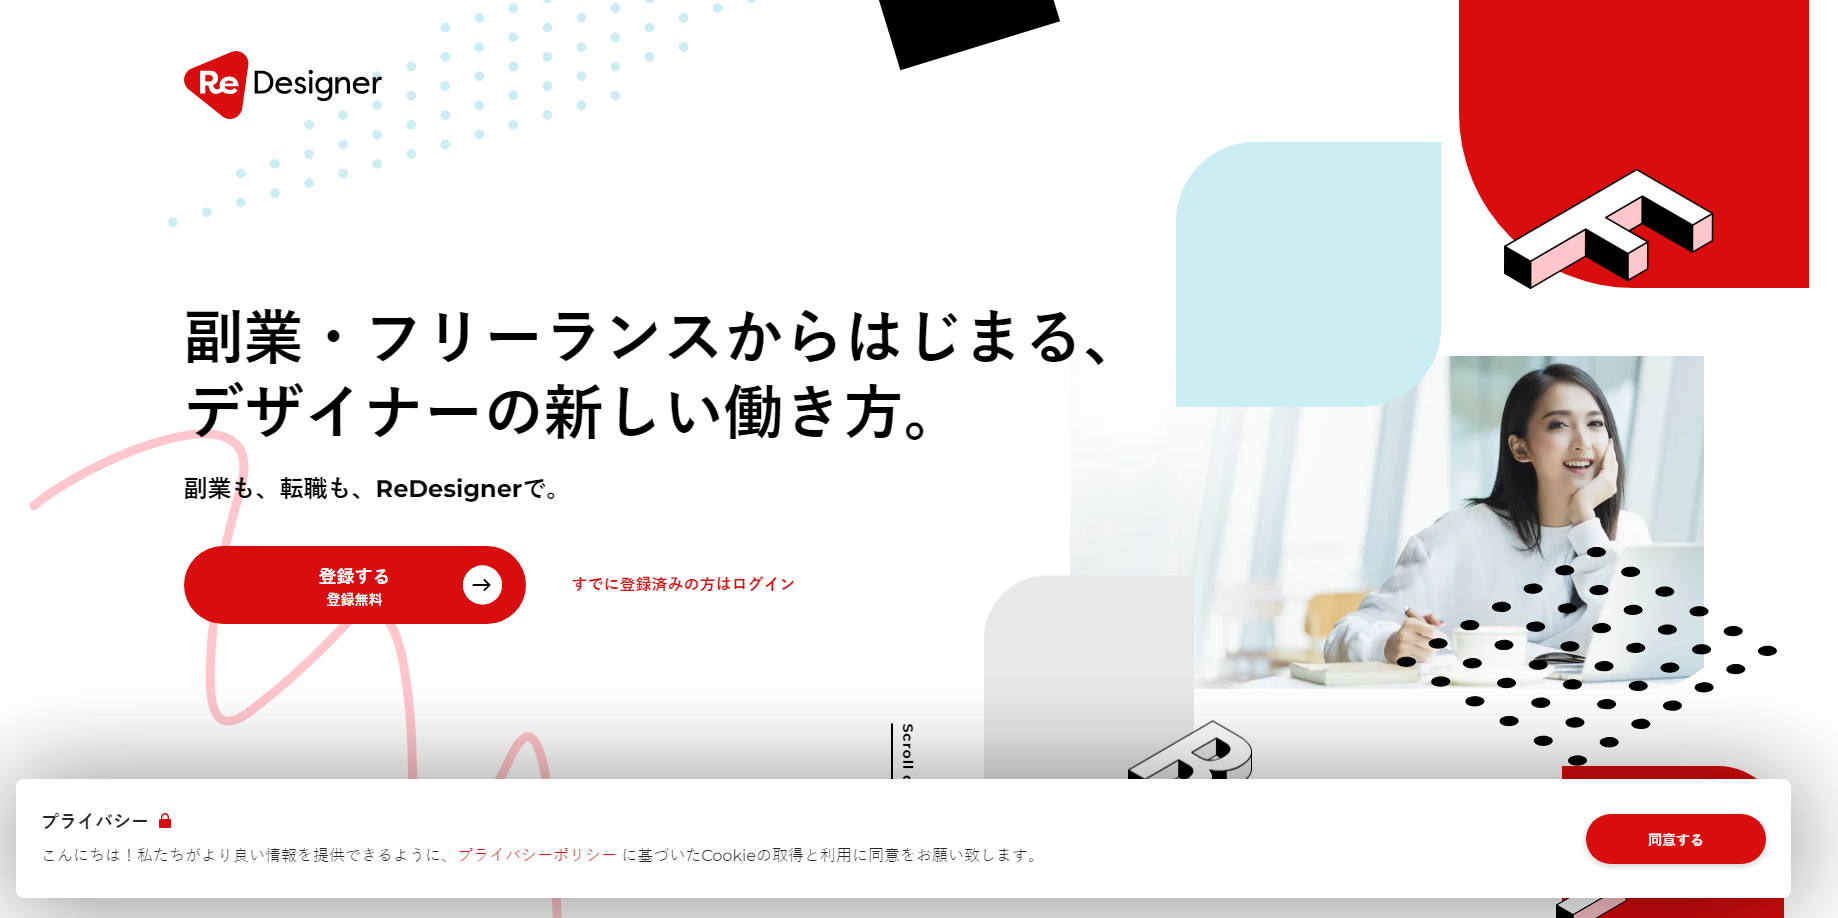 Re Designer
副業・フリーランスからはじまる、
デザイナーの新しい働き方。
副業も、転職も、ReDesignerで。
登録する
登録無料
すでに登録済みの方はログイン
F
Scroll
R
プライバシー
こんにちは！私たちがより良い情報を提供できるように、プライバシーポリシー に基づいたCookieの取得と利用に同意をお願い致します。
同意する